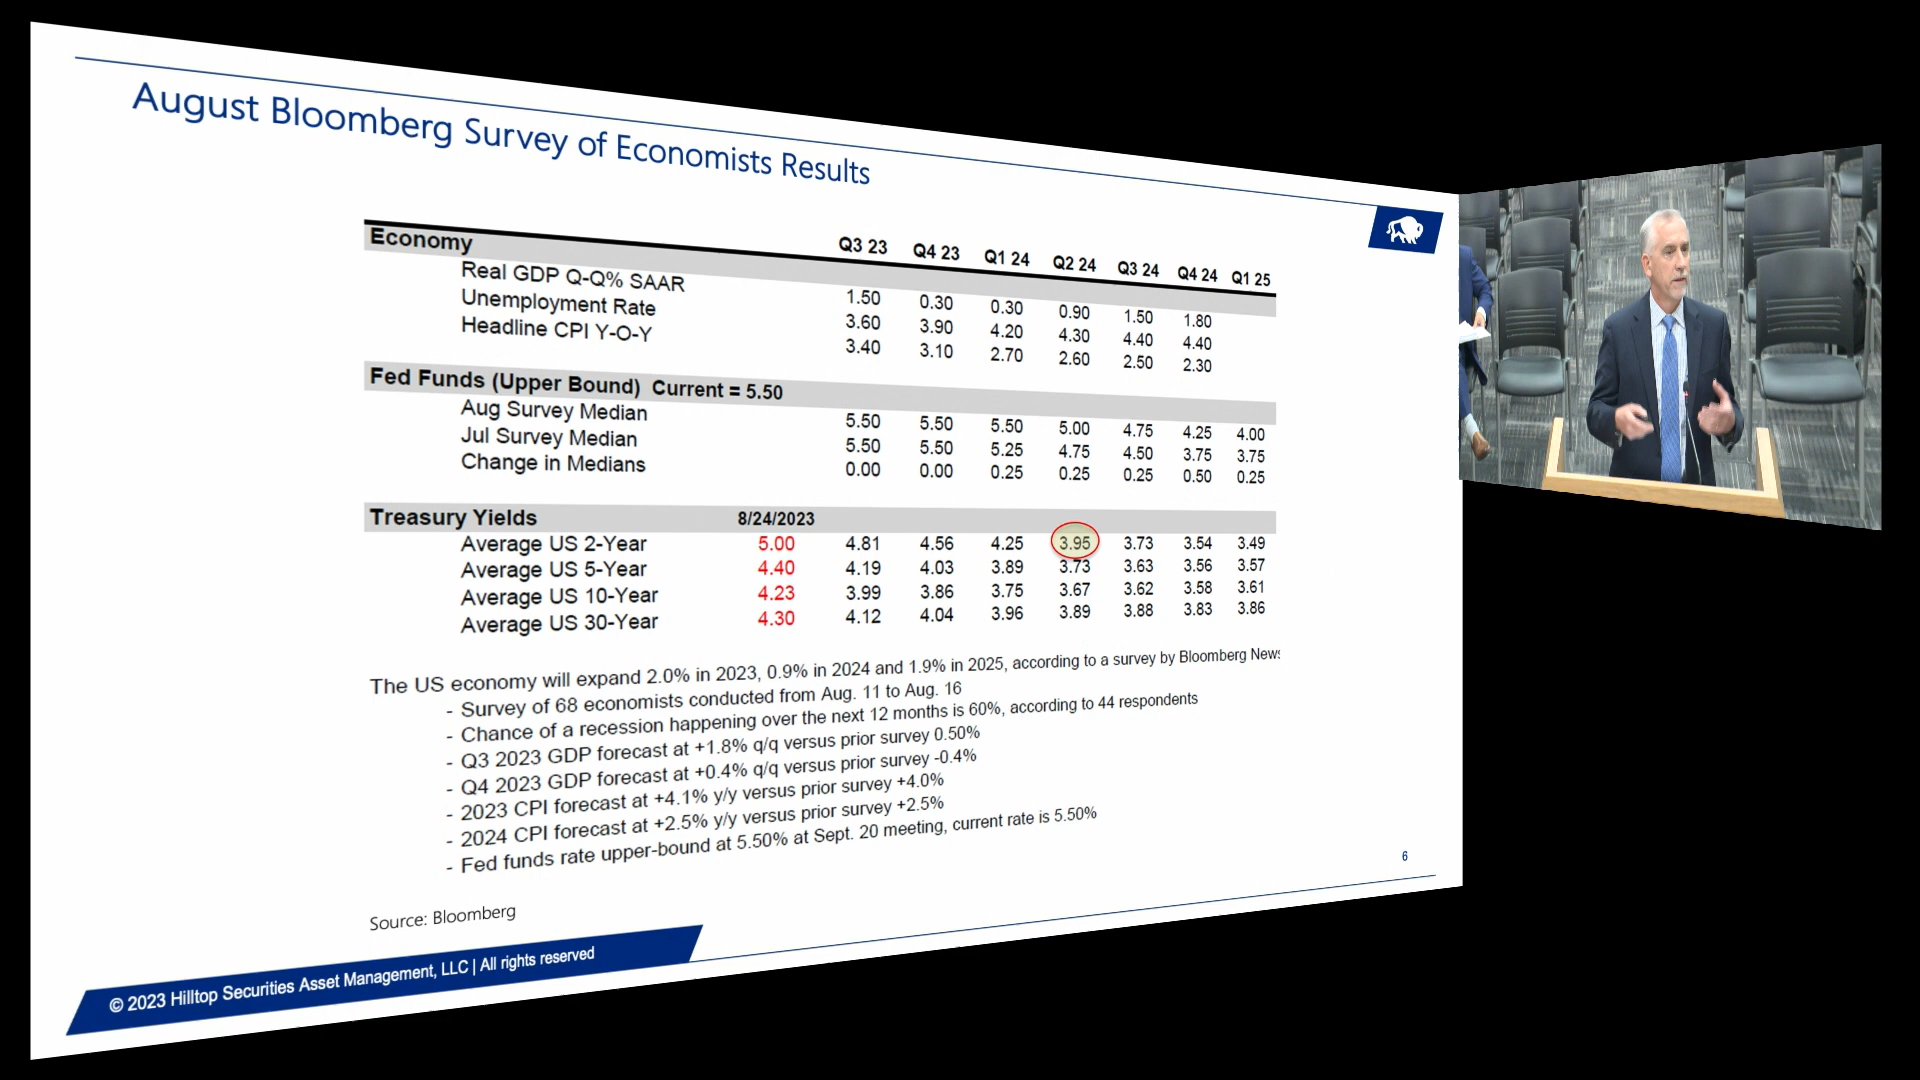 August Bloomberg Survey of Economists Results
Economy Q3 23 Q4 23 Q1 24 Q2 24 Q3 24 Q4 24 Q1 25
Real GDP Q-Q% SAAR 1.50 0.30 0.30 0.90 1.50 1.80
Unemployment Rate 3.60 3.90 4.20 4.30 4.40 4.40
Headline CPI Y-O-Y 3.40 3.10 2.70 2.60 2.50 2.30
Fed Funds (Upper Bound) Current = 5.50
Aug Survey Median 5.50 5.50 5.50 5.00 4.75 4.25 4.00
Jul Survey Median 5.50 5.50 5.25 4.75 4.50 3.75 3.75
Change in Medians 0.00 0.00 0.25 0.25 0.25 0.50 0.25
Treasury Yields 8/24/2023
Average US 2-Year 5.00 4.81 4.56 4.25 3.95 3.73 3.54 3.49
Average US 5-Year 4.40 4.19 4.03 3.89 3.73 3.63 3.56 3.57
Average US 10-Year 4.23 3.99 3.86 3.75 3.67 3.62 3.58 3.61
Average US 30-Year 4.30 4.12 4.04 3.96 3.89 3.88 3.83 3.86
The US economy will expand 2.0% in 2023, 0.9% in 2024 and 1.9% in 2025, according to a survey by Bloomberg News
- Survey of 68 economists conducted from Aug. 11 to Aug. 16
- Chance of a recession happening over the next 12 months is 60%, according to 44 respondents
- Q3 2023 GDP forecast at +1.8% q/q versus prior survey 0.50%
- Q4 2023 GDP forecast at +0.4% q/q versus prior survey -0.4%
- 2023 CPI forecast at +4.1% y/y versus prior survey +4.0%
- 2024 CPI forecast at +2.5% y/y versus prior survey +2.5%
- Fed funds rate upper-bound at 5.50% at Sept. 20 meeting, current rate is 5.50%
6
Source: Bloomberg
© 2023 Hilltop Securities Asset Management, LLC | All rights reserved